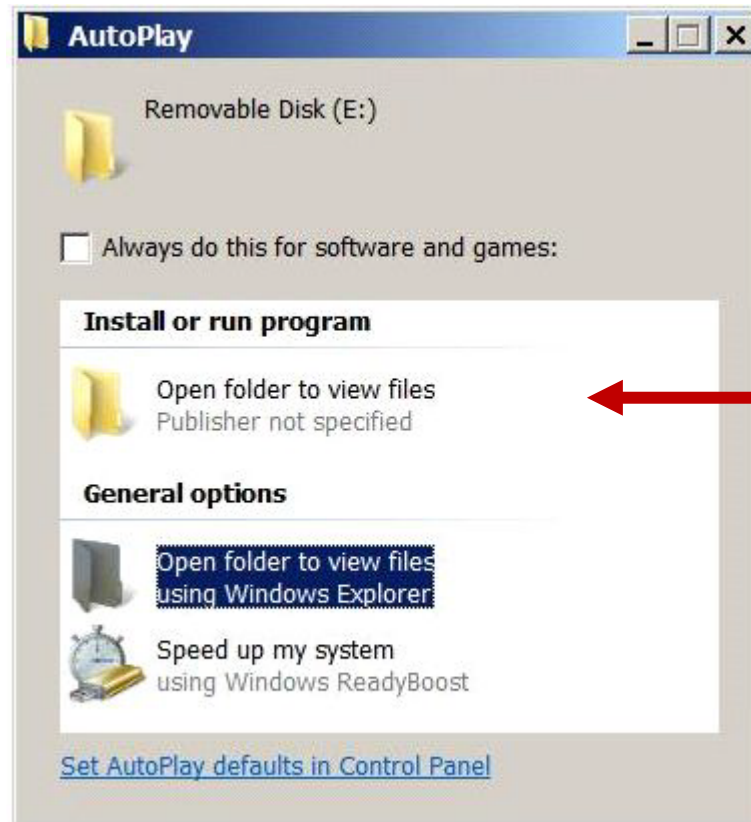 AutoPlay
Removable Disk (E:)
Always do this for software and games:
Install or run program
Open folder to view files
Publisher not specified
General options
Open folder to view files
using Windows Explorer
Speed up my system
using Windows ReadyBoost
Set AutoPlay defaults in Control Panel